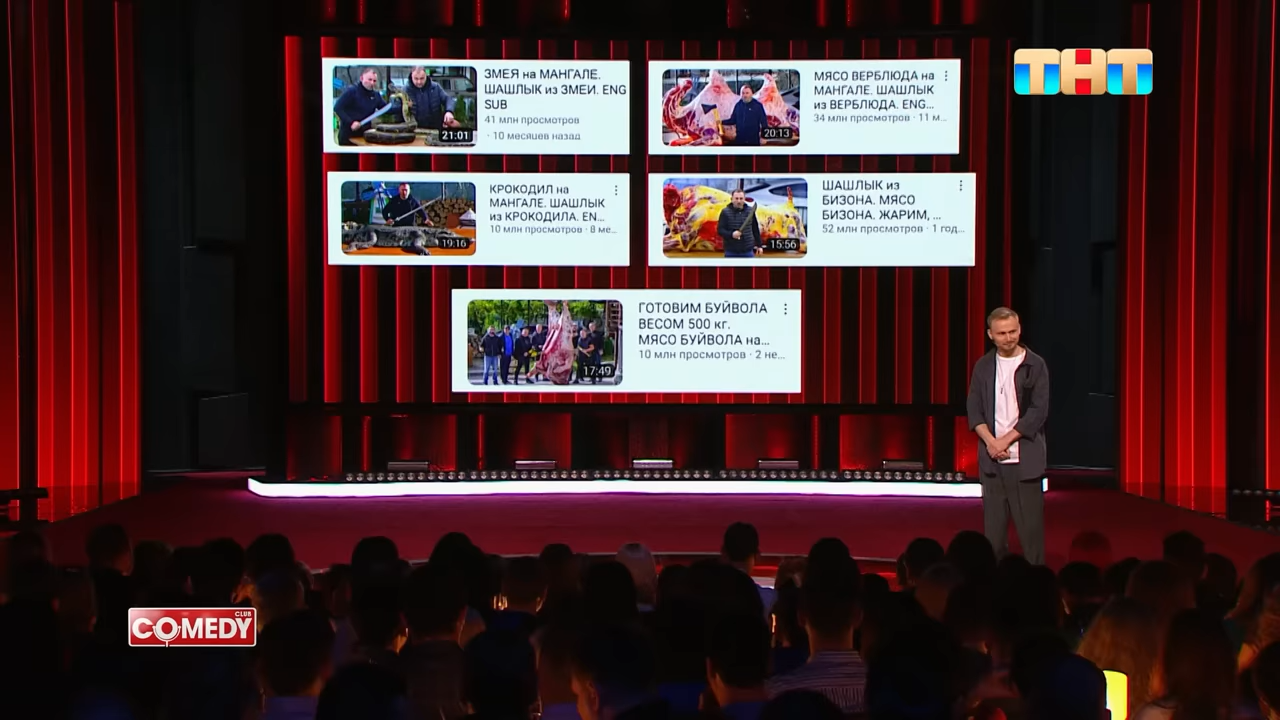 ЗМЕЯ на МАНГАЛЕ.
ШАШЛЫК из ЗМЕИ. ENG
SUB
41 млн просмотров
· 10 месяцев назад
21:01
МЯСО ВЕРБЛЮДА на
МАНГАЛЕ. ШАШЛЫК
из ВЕРБЛЮДА. ENG...
34 млн просмотров · 11 м...
20:13
ТНТ
КРОКОДИЛ на
МАНГАЛЕ. ШАШЛЫК
из КРОКОДИЛА. EN...
10 млн просмотров · 8 ме...
19:16
ШАШЛЫК из
БИЗОНА. МЯСО
БИЗОНА. ЖАРИМ, ...
52 млн просмотров · 1 год...
15:56
ГОТОВИМ БУЙВОЛА
ВЕСОМ 500 кг.
МЯСО БУЙВОЛА на...
10 млн просмотров · 2 не...
17:49
CLUB
COMEDY